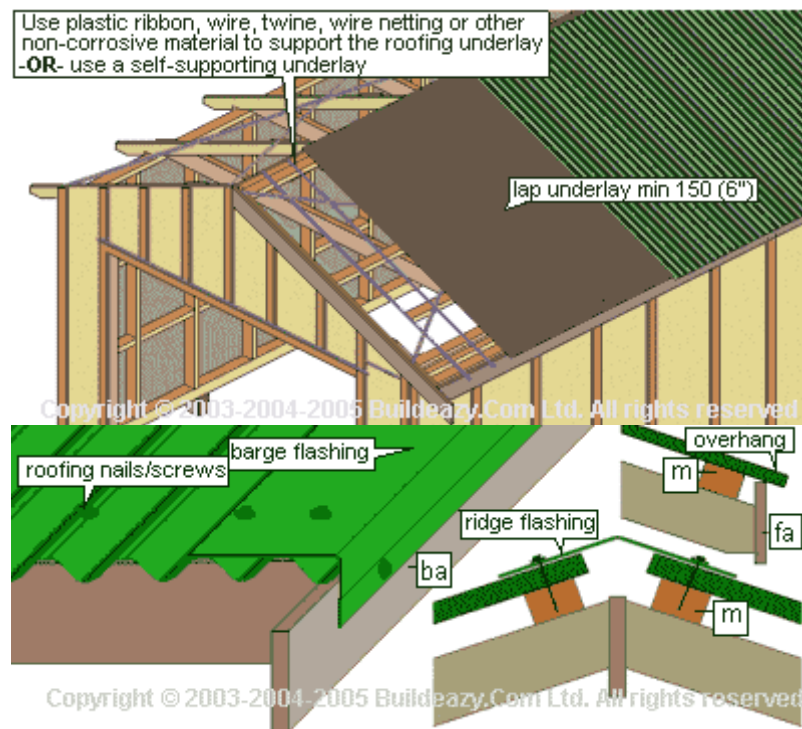 Use plastic ribbon, wire, twine, wire netting or other
non-corrosive material to support the roofing underlay
-OR- use a self-supporting underlay
lap underlay min 150 (6")
Copyright © 2003-2004-2005 Buildeazy.Com Ltd. All rights reserved
roofing nails/screws
barge flashing
overhang
m
ridge flashing
fa
ba
m
Copyright © 2003-2004-2005 Buildeazy.Com Ltd. All rights reserved